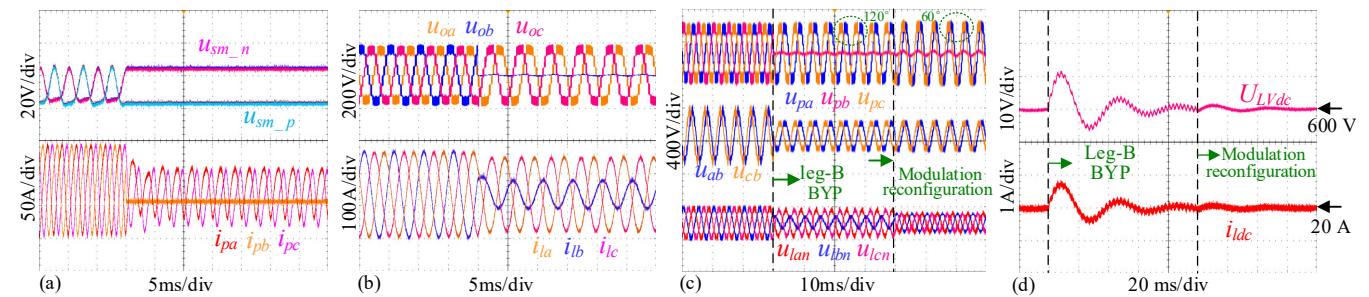 20V/div
u_sm_n
u_sm_p
50A/div
i_pa i_pb i_pc
(a)
5ms/div
u_oa u_ob u_oc
200V/div
100A/div
i_la i_lb i_lc
(b)
5ms/div
120°
60°
400V/div
u_pa u_pb u_pc
u_ab u_cb
leg-B
BYP
Modulation
reconfiguration
u_lan u_lbn u_lcn
(c)
10ms/div
10V/div
U_LVdc
600 V
1A/div
Leg-B
BYP
Modulation
reconfiguration
i_ldc
20 A
(d)
20 ms/div